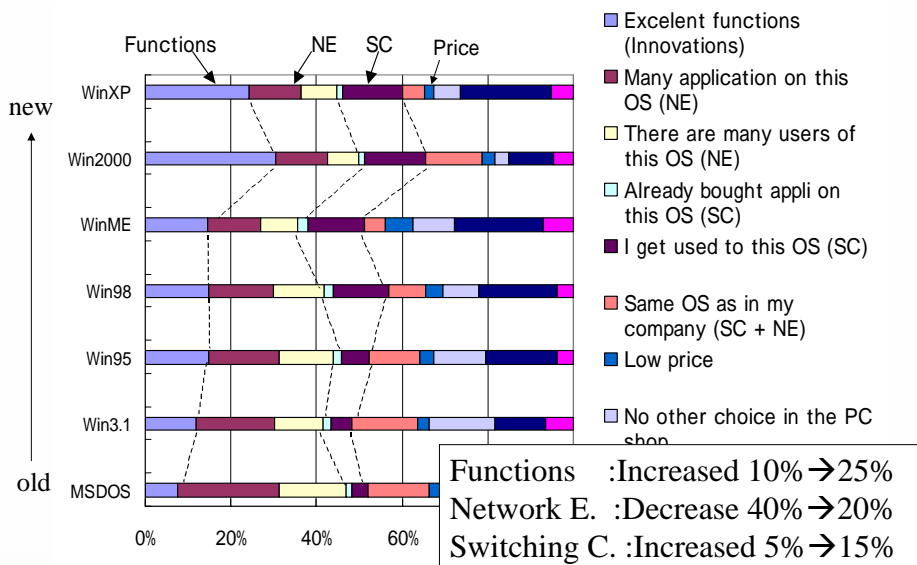 Functions
NE
SC
Price
new
old
WinXP
Win2000
WinME
Win98
Win95
Win3.1
MSDOS
0%
20%
40%
60%
Excelent functions
(Innovations)
Many application on this
OS (NE)
There are many users of
this OS (NE)
Already bought appli on
this OS (SC)
I get used to this OS (SC)
Same OS as in my
company (SC + NE)
Low price
No other choice in the PC
shop
Functions :Increased 10%→25%
Network E. :Decrease 40%→20%
Switching C. :Increased 5%→15%